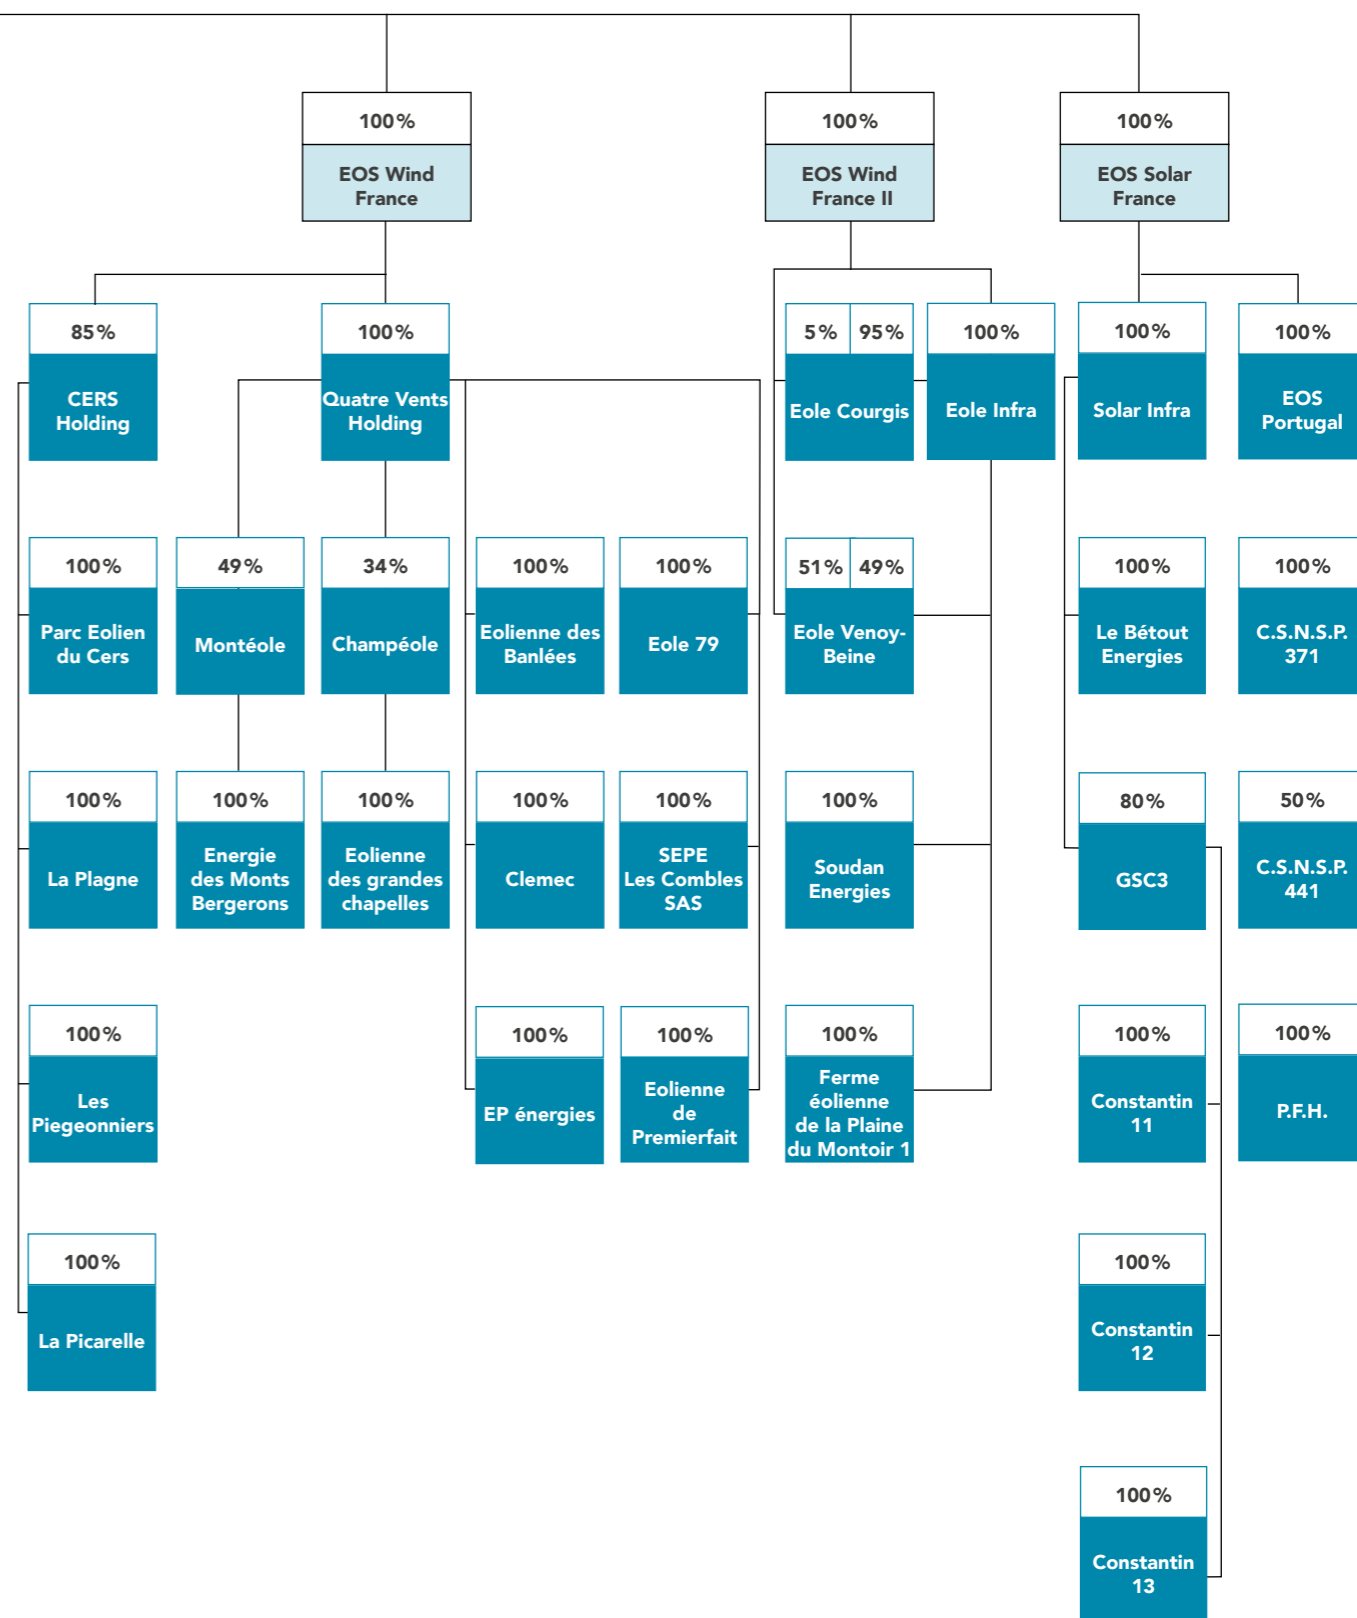 100%
EOS Wind
France
100%
EOS Wind
France II
100%
EOS Solar
France
85%
CERS
Holding
100%
Quatre Vents
Holding
5% 95%
Eole Courgis
100%
Eole Infra
100%
Solar Infra
100%
EOS
Portugal
100%
Parc Eolien
du Cers
49%
Montéole
34%
Champéole
100%
Eolienne des
Banlées
100%
Eole 79
51% 49%
Eole Venoy-
Beine
100%
Le Bétout
Energies
100%
C.S.N.S.P.
371
100%
La Plagne
100%
Energie
des Monts
Bergerons
100%
Eolienne
des grandes
chapelles
100%
Clemec
100%
SEPE
Les Combles
SAS
100%
Soudan
Energies
80%
GSC3
50%
C.S.N.S.P.
441
100%
Les
Piegeonniers
100%
EP énergies
100%
Eolienne
de
Premierfait
100%
Ferme
éolienne
de la Plaine
du Montoir 1
100%
Constantin
11
100%
P.F.H.
100%
La Picarelle
100%
Constantin
12
100%
Constantin
13